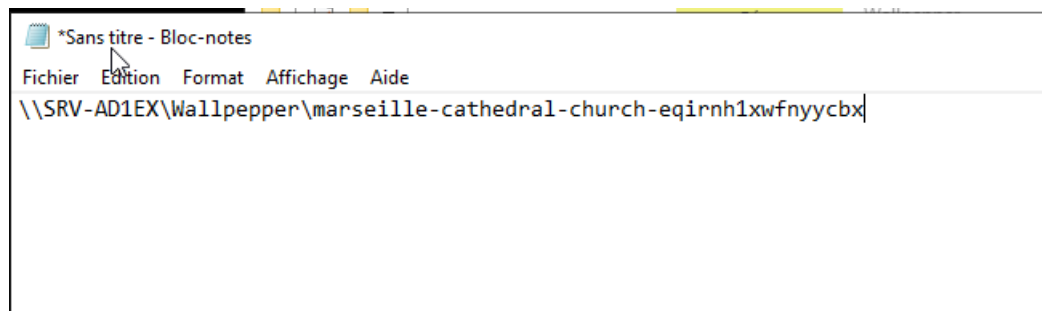 *Sans titre - Bloc-notes
Fichier Edition Format Affichage Aide
\\SRV-AD1EX\Wallpepper\marseille-cathedral-church-eqirnh1xwfnyycbx